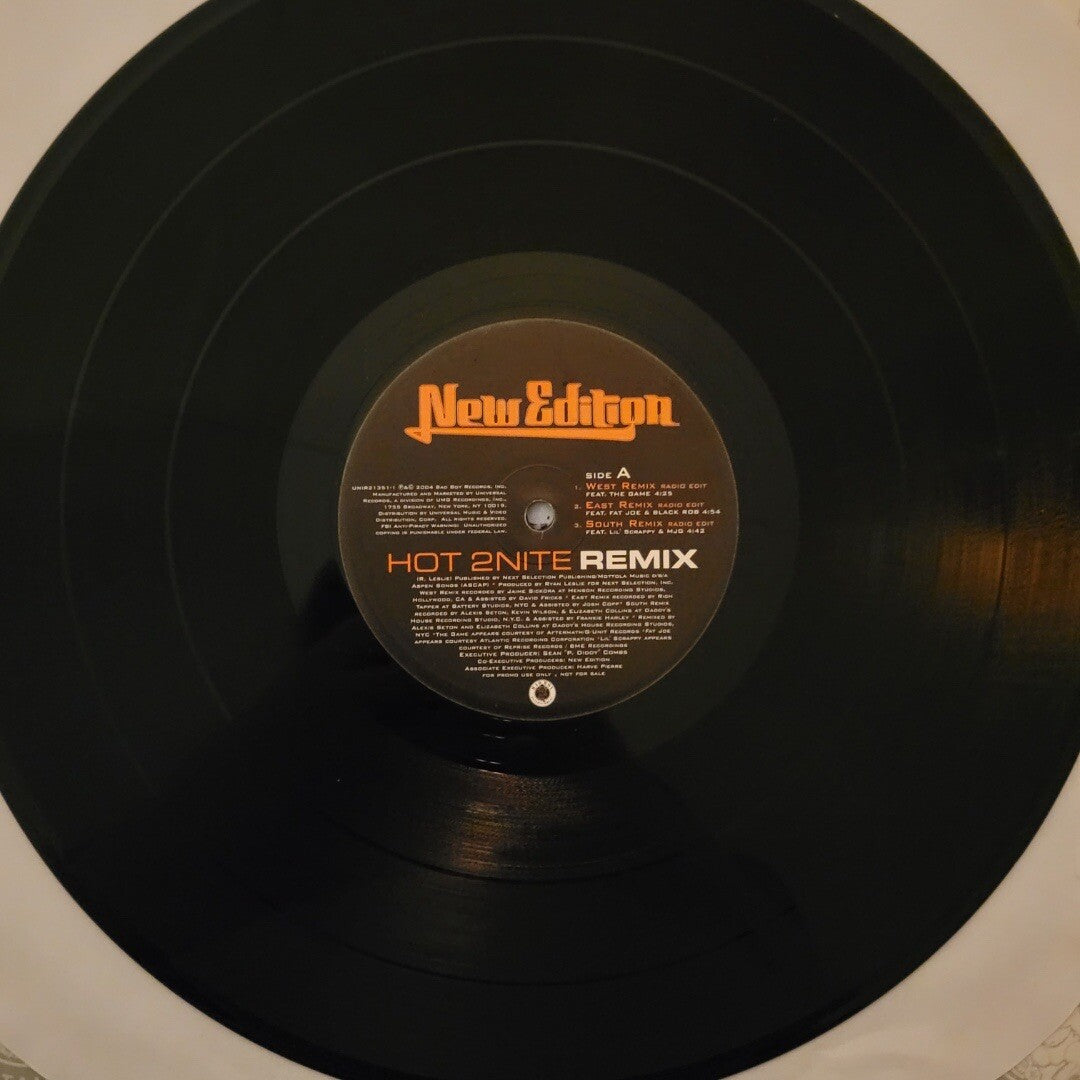 New Edition
SIDE A
1. WEST REMIX RADIO EDIT
FEAT. THE GAME 4:29
2. EAST REMIX RADIO EDIT
FEAT. FAT JOE & BLACK ROB 4:54
3. SOUTH REMIX RADIO EDIT
FEAT. LIL' SCRAPPY & MJG 4:42
UNIR21351-1 ℗&© 2004 BAD BOY RECORDS, INC.
MANUFACTURED AND MARKETED BY UNIVERSAL
RECORDS, A DIVISION OF UMG RECORDINGS, INC.,
1755 BROADWAY, NEW YORK, NY 10019.
DISTRIBUTION BY UNIVERSAL MUSIC & VIDEO
DISTRIBUTION, CORP. ALL RIGHTS RESERVED.
FBI ANTI-PIRACY WARNING: UNAUTHORIZED
COPYING IS PUNISHABLE UNDER FEDERAL LAW.
HOT 2NITE REMIX
(R. LESLIE) PUBLISHED BY NEXT SELECTION PUBLISHING/MOTTOLA MUSIC D/B/A
ASPEN SONGS (ASCAP) * PRODUCED BY RYAN LESLIE FOR NEXT SELECTION, INC.
WEST REMIX RECORDED BY JAIME SICKORA AT HENSON RECORDING STUDIOS,
HOLLYWOOD, CA & ASSISTED BY DAVID FRICKS * EAST REMIX RECORDED BY RICH
TAPPER AT BATTERY STUDIOS, NYC & ASSISTED BY JOSH COPP* SOUTH REMIX
RECORDED BY ALEXIS SETON, KEVIN WILSON, & ELIZABETH COLLINS AT DADDY'S
HOUSE RECORDING STUDIO, N.Y.C. & ASSISTED BY FRANKIE HARLEY * REMIXED BY
ALEXIS SETON AND ELIZABETH COLLINS AT DADDY'S HOUSE RECORDING STUDIOS,
NYC *THE GAME APPEARS COURTESY OF AFTERMATH/G UNIT RECORDS *FAT JOE
APPEARS COURTESY ATLANTIC RECORDING CORPORATION *LIL' SCRAPPY APPEARS
COURTESY OF REPRISE RECORDS / BME RECORDINGS
EXECUTIVE PRODUCER: SEAN "P. DIDDY" COMBS
CO-EXECUTIVE PRODUCERS: NEW EDITION
ASSOCIATE EXECUTIVE PRODUCER: HARVE PIERRE
FOR PROMO USE ONLY , NOT FOR SALE